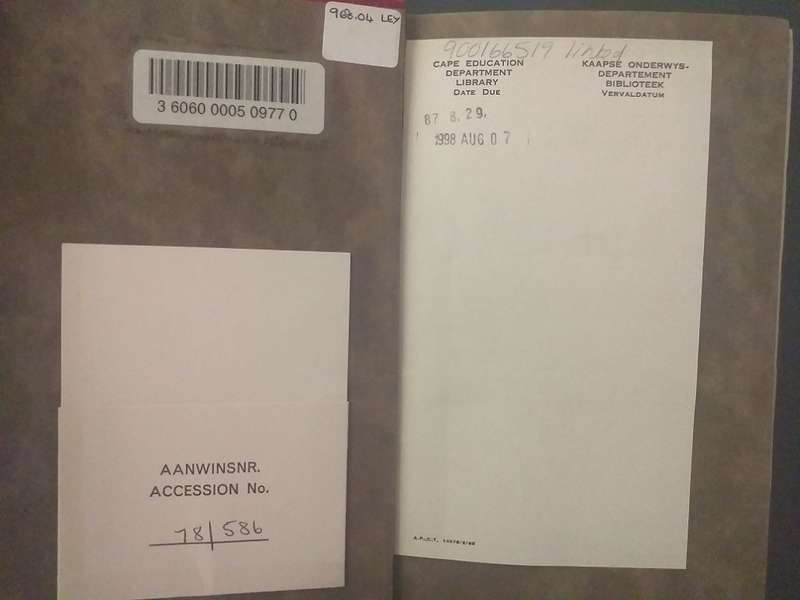 968.04 LEY
3 6060 0005 0977 0
AANWINSNR.
ACCESSION No.
78/586
900166519 linked
CAPE EDUCATION
DEPARTMENT
LIBRARY
DATE DUE
KAAPSE ONDERWYS-
DEPARTEMENT
BIBLIOTEEK
VERVALDATUM
87 8. 29.
1998 AUG 07